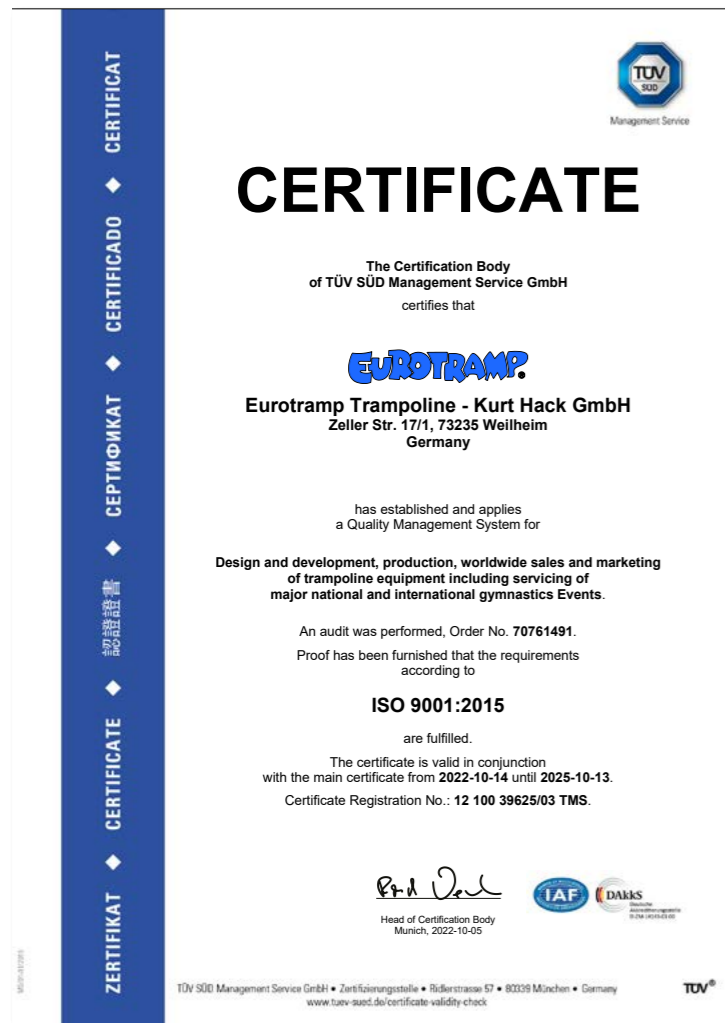 TÜV
SÜD
Management Service
CERTIFICATE
The Certification Body
of TÜV SÜD Management Service GmbH
certifies that
EUROTRAMP®
Eurotramp Trampoline - Kurt Hack GmbH
Zeller Str. 17/1, 73235 Weilheim
Germany
has established and applies
a Quality Management System for
Design and development, production, worldwide sales and marketing
of trampoline equipment including servicing of
major national and international gymnastics Events.
An audit was performed, Order No. 70761491.
Proof has been furnished that the requirements
according to
ISO 9001:2015
are fulfilled.
The certificate is valid in conjunction
with the main certificate from 2022-10-14 until 2025-10-13.
Certificate Registration No.: 12 100 39625/03 TMS.
Head of Certification Body
Munich, 2022-10-05
IAF
DAkkS
Deutsche
Akkreditierungsstelle
ZERTIFIKAT ◆ CERTIFICATE ◆ 認證證書 ◆ СЕРТИФИКАТ ◆ CERTIFICADO ◆ CERTIFICAT
TÜV SÜD Management Service GmbH • Zertifizierungsstelle • Ridlerstrasse 57 • 80339 München • Germany
www.tuev-sued.de/certificate-validity-check
TÜV®